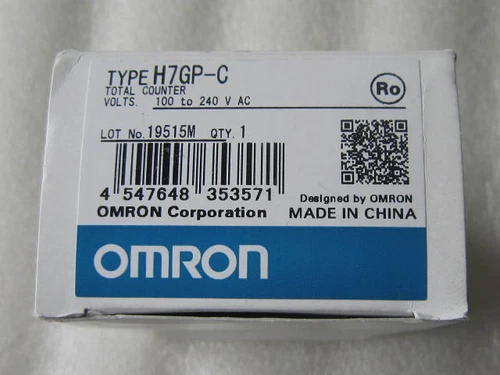 TYPE H7GP-C
TOTAL COUNTER
VOLTS. 100 to 240 V AC
Ro
LOT No. 19515M QTY. 1
4 547648 353571
OMRON Corporation
Designed by OMRON
MADE IN CHINA
OMRON